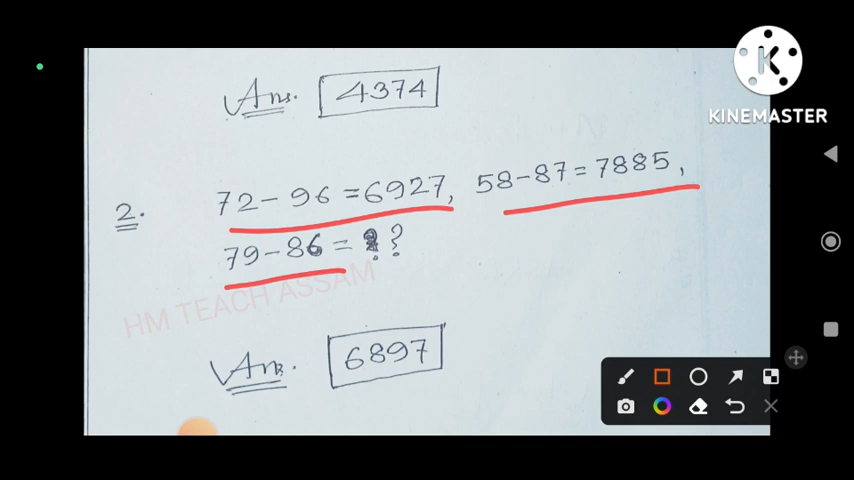 KINEMASTER
Ans. 4374
2. 72-96=6927, 58-87=7885,
79-86 = ?
HM TEACH ASSAM
Ans. 6897